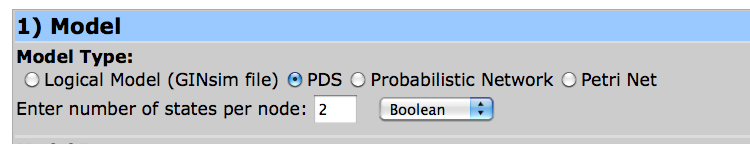 1) Model
Model Type:
Logical Model (GINsim file) PDS Probabilistic Network Petri Net
Enter number of states per node: 2 Boolean